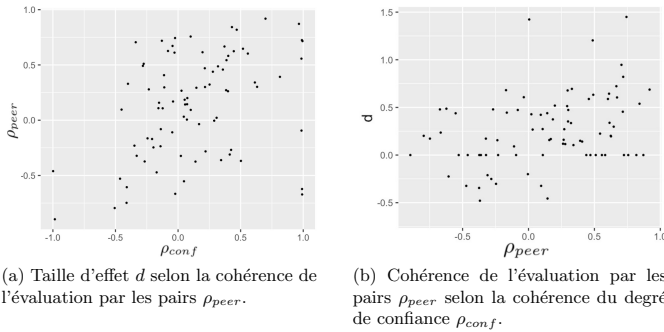 1.0
0.5
0.0
-0.5
ρpeer
-1.0 -0.5 0.0 0.5 1.0
ρconf
(a) Taille d'effet d selon la cohérence de
l'évaluation par les pairs ρpeer.
1.5
1.0
0.5
0.0
-0.5
d
-0.5 0.0 0.5 1.0
ρpeer
(b) Cohérence de l'évaluation par les
pairs ρpeer selon la cohérence du degré
de confiance ρconf.